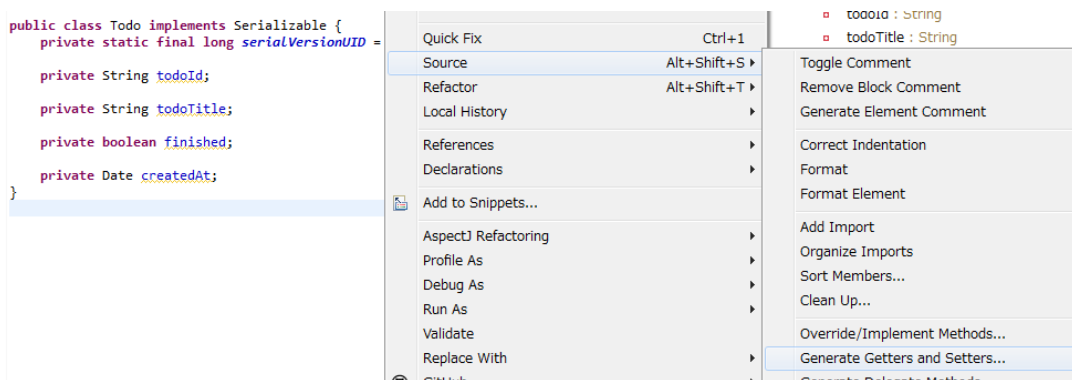 public class Todo implements Serializable {
private static final long serialVersionUID =
private String todoId;
private String todoTitle;
private boolean finished;
private Date createdAt;
}
Quick Fix Ctrl+1
Source Alt+Shift+S
Refactor Alt+Shift+T
Local History
References
Declarations
Add to Snippets...
AspectJ Refactoring
Profile As
Debug As
Run As
Validate
Replace With
GitHub
todoId : String
todoTitle : String
Toggle Comment
Remove Block Comment
Generate Element Comment
Correct Indentation
Format
Format Element
Add Import
Organize Imports
Sort Members...
Clean Up...
Override/Implement Methods...
Generate Getters and Setters...
Generate Delegate Methods...